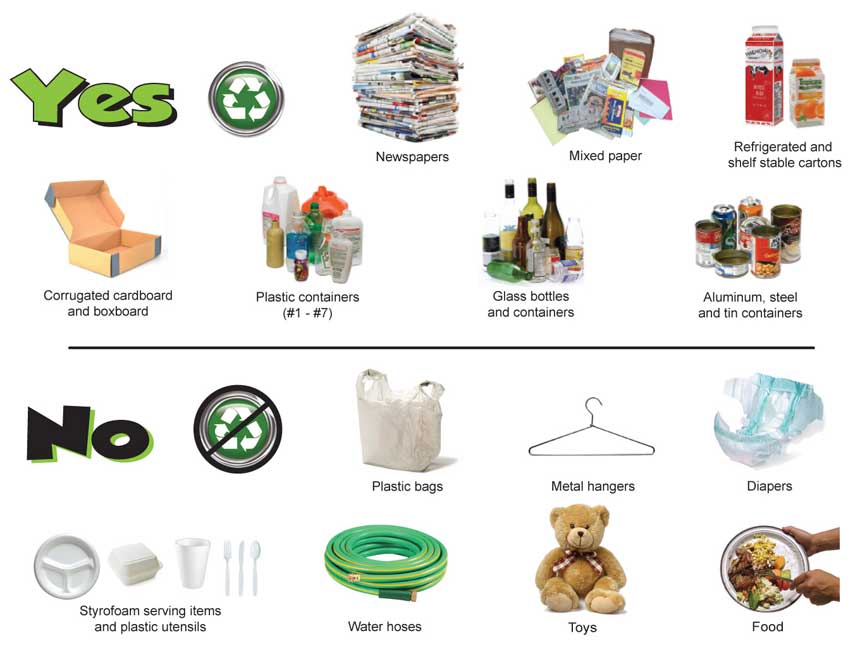 Yes
Newspapers
Mixed paper
Refrigerated and
shelf stable cartons
Corrugated cardboard
and boxboard
Plastic containers
(#1 - #7)
Glass bottles
and containers
Aluminum, steel
and tin containers
No
Plastic bags
Metal hangers
Diapers
Styrofoam serving items
and plastic utensils
Water hoses
Toys
Food